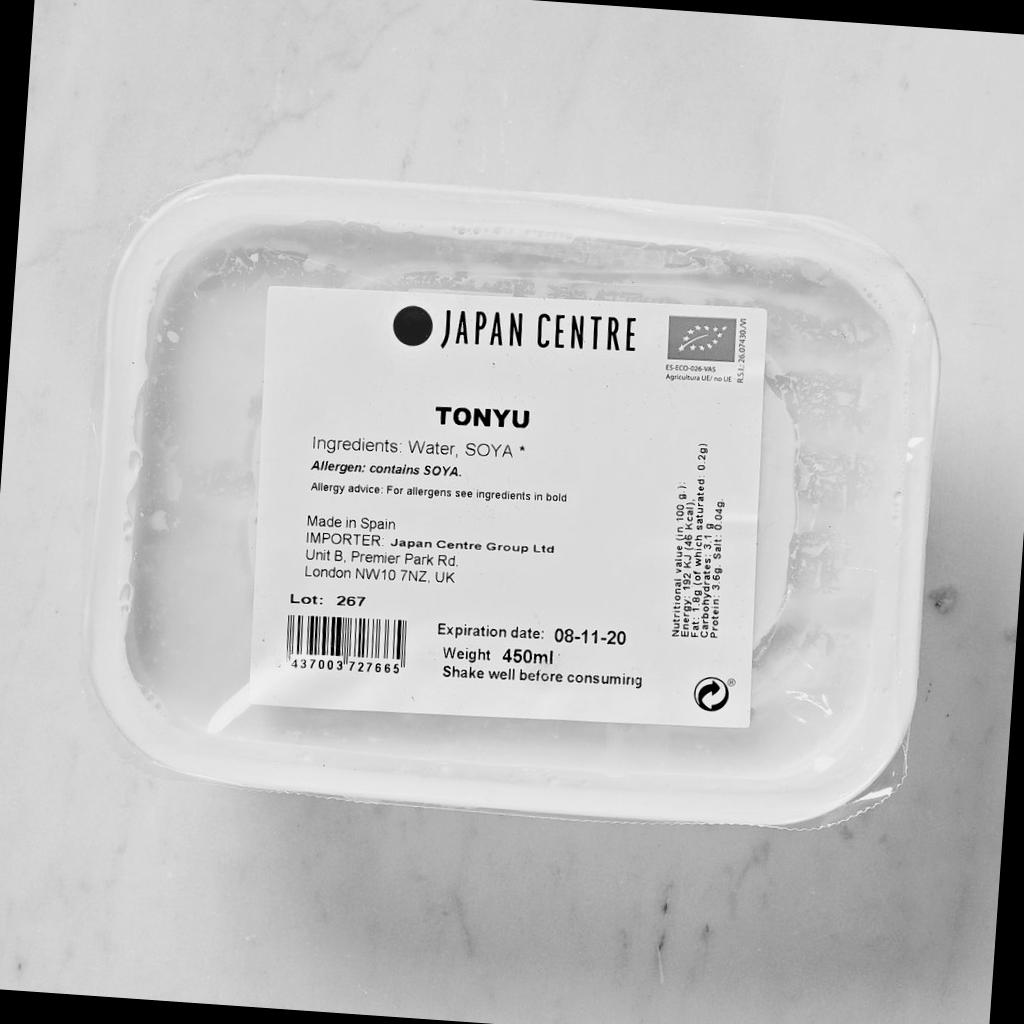 JAPAN CENTRE
ES-ECO-026-VAS
Agricultura UE/ no UE
R.S.I.: 26.07430./VI
TONYU
Ingredients: Water, SOYA *
Allergen: contains SOYA.
Allergy advice: For allergens see ingredients in bold
Made in Spain
IMPORTER: Japan Centre Group Ltd
Unit B, Premier Park Rd.
London NW10 7NZ, UK
Lot: 267
437003 727665
Expiration date: 08-11-20
Weight 450ml
Shake well before consuming
Nutritional value (in 100 g.):
Energy: 192 KJ (46 Kcal),
Fat: 1.8g (of which saturated: 0.2g)
Carbohydrates: 3.1 g
Protein: 3.6g. Salt: 0.04g.
®